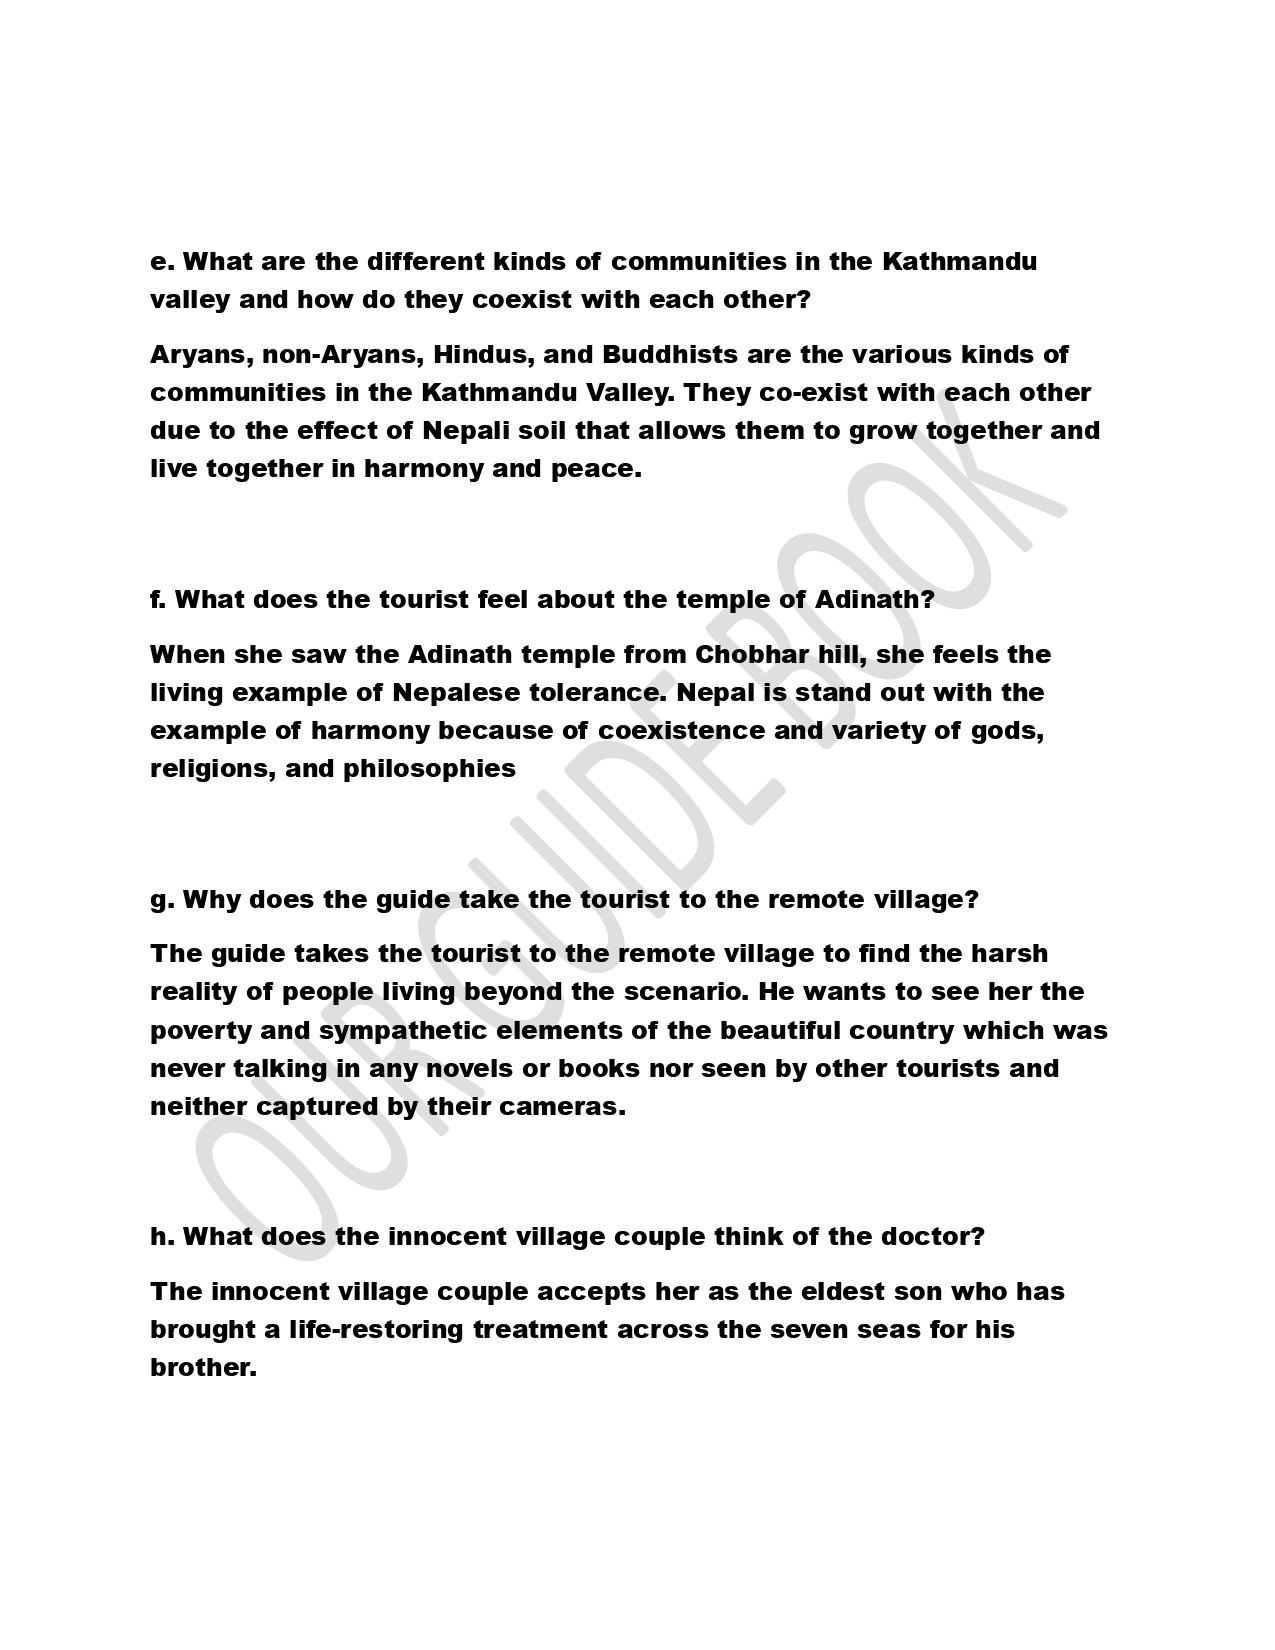 e. What are the different kinds of communities in the Kathmandu
valley and how do they coexist with each other?
Aryans, non-Aryans, Hindus, and Buddhists are the various kinds of
communities in the Kathmandu Valley. They co-exist with each other
due to the effect of Nepali soil that allows them to grow together and
live together in harmony and peace.
f. What does the tourist feel about the temple of Adinath?
When she saw the Adinath temple from Chobhar hill, she feels the
living example of Nepalese tolerance. Nepal is stand out with the
example of harmony because of coexistence and variety of gods,
religions, and philosophies
g. Why does the guide take the tourist to the remote village?
The guide takes the tourist to the remote village to find the harsh
reality of people living beyond the scenario. He wants to see her the
poverty and sympathetic elements of the beautiful country which was
never talking in any novels or books nor seen by other tourists and
neither captured by their cameras.
h. What does the innocent village couple think of the doctor?
The innocent village couple accepts her as the eldest son who has
brought a life-restoring treatment across the seven seas for his
brother.
OUR GUIDE BOOK